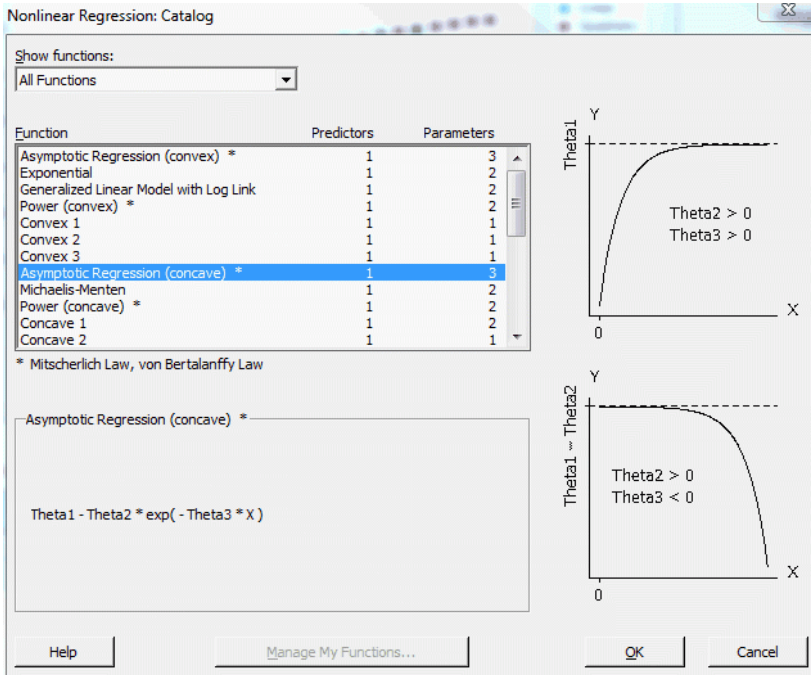 Nonlinear Regression: Catalog
Show functions:
All Functions
Function Predictors Parameters
Asymptotic Regression (convex) * 1 3
Exponential 1 2
Generalized Linear Model with Log Link 1 2
Power (convex) * 1 2
Convex 1 1 1
Convex 2 1 1
Convex 3 1 1
Asymptotic Regression (concave) * 1 3
Michaelis-Menten 1 2
Power (concave) * 1 2
Concave 1 1 2
Concave 2 1 1
* Mitscherlich Law, von Bertalanffy Law
Asymptotic Regression (concave) *
Theta1 - Theta2 * exp( - Theta3 * X )
Y
Theta1
Theta2 > 0
Theta3 > 0
X
0
Y
Theta1 - Theta2
Theta2 > 0
Theta3 < 0
X
0
Help Manage My Functions... OK Cancel